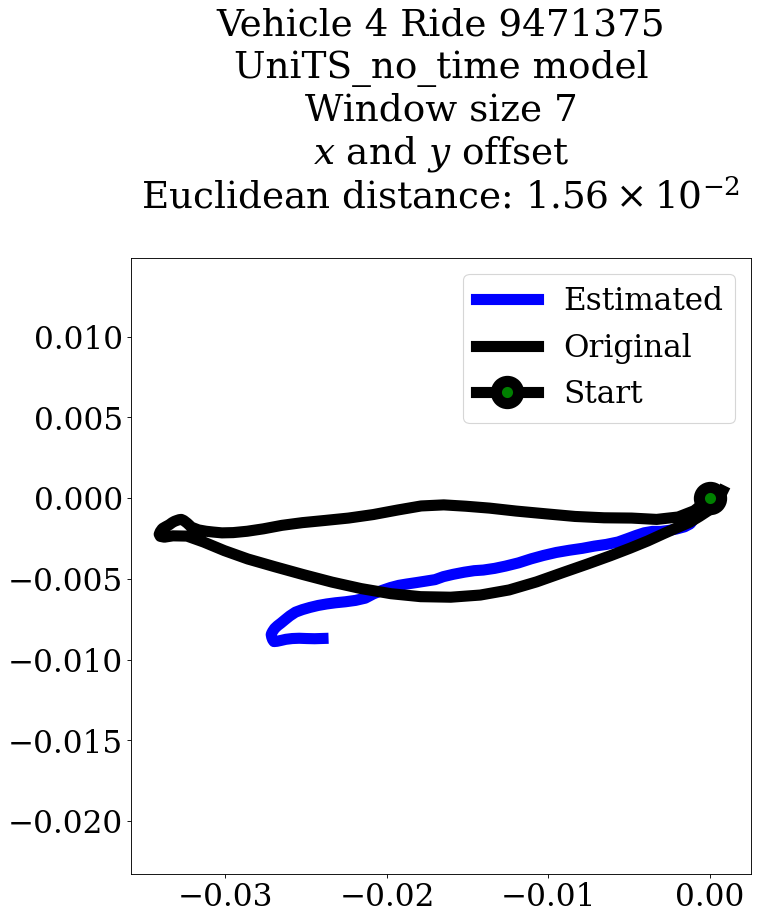 Vehicle 4 Ride 9471375
UniTS_no_time model
Window size 7
x and y offset
Euclidean distance: 1.56 × 10⁻²
Estimated
Original
Start
0.010
0.005
0.000
−0.005
−0.010
−0.015
−0.020
−0.03
−0.02
−0.01
0.00